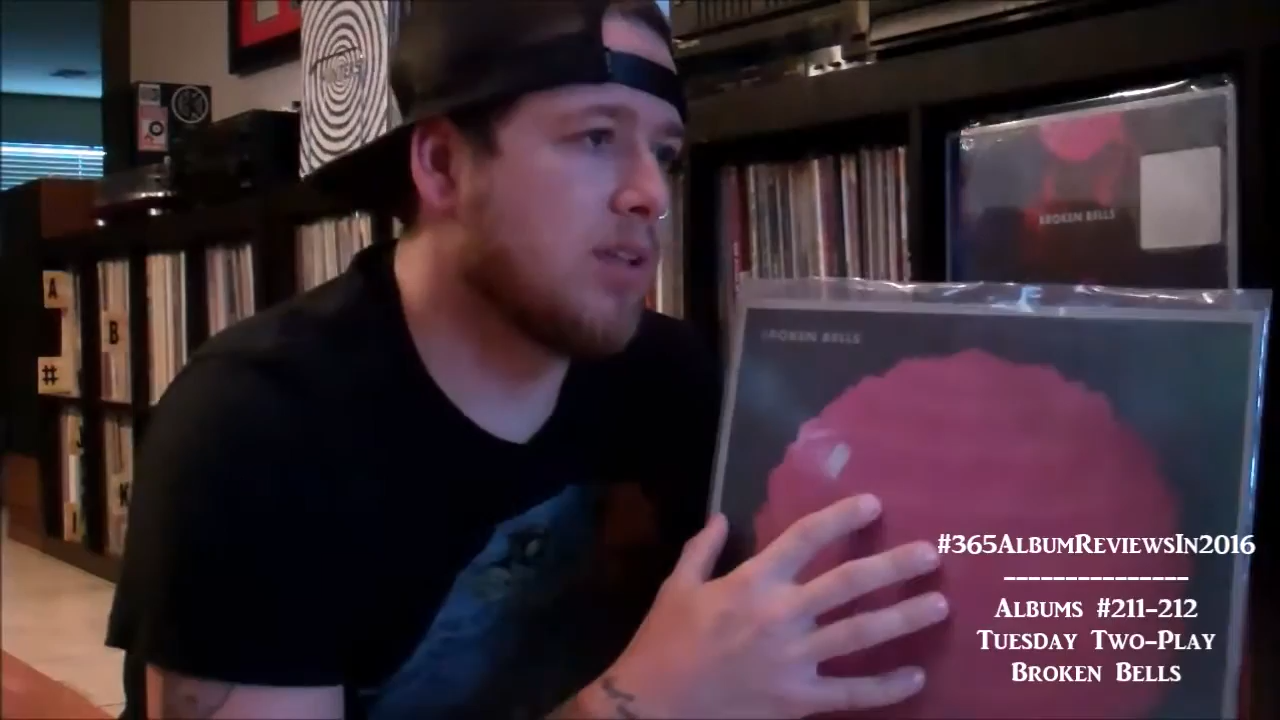 A
B
#
J
K
BROKEN BELLS
BROKEN BELLS
#365AlbumReviewsIn2016
---------------
Albums #211-212
Tuesday Two-Play
Broken Bells